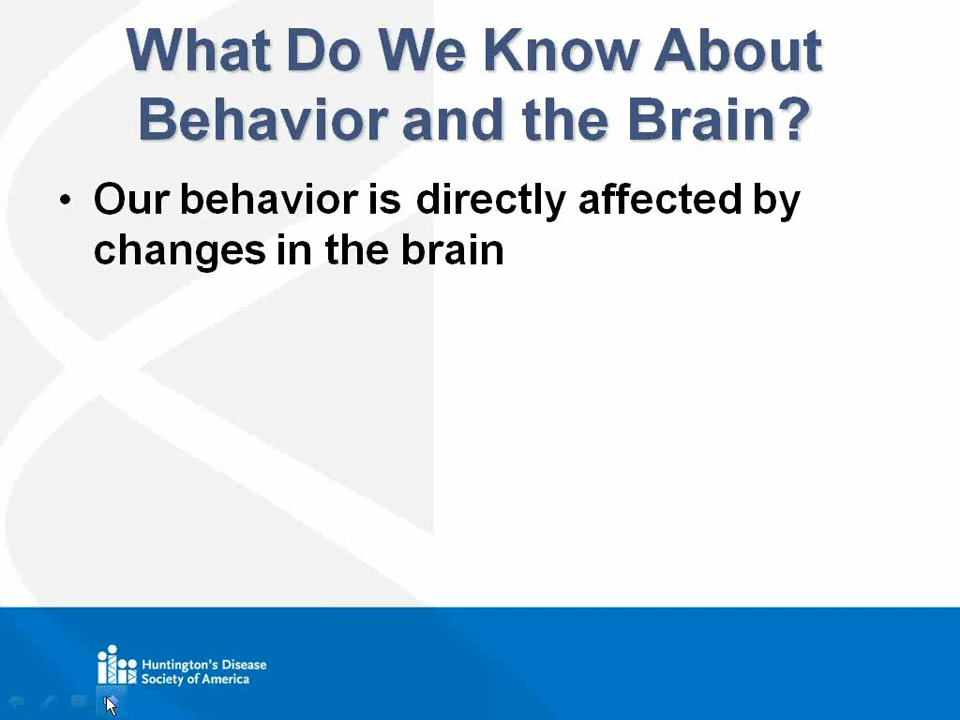 What Do We Know About
Behavior and the Brain?
• Our behavior is directly affected by
changes in the brain
Huntington's Disease
Society of America